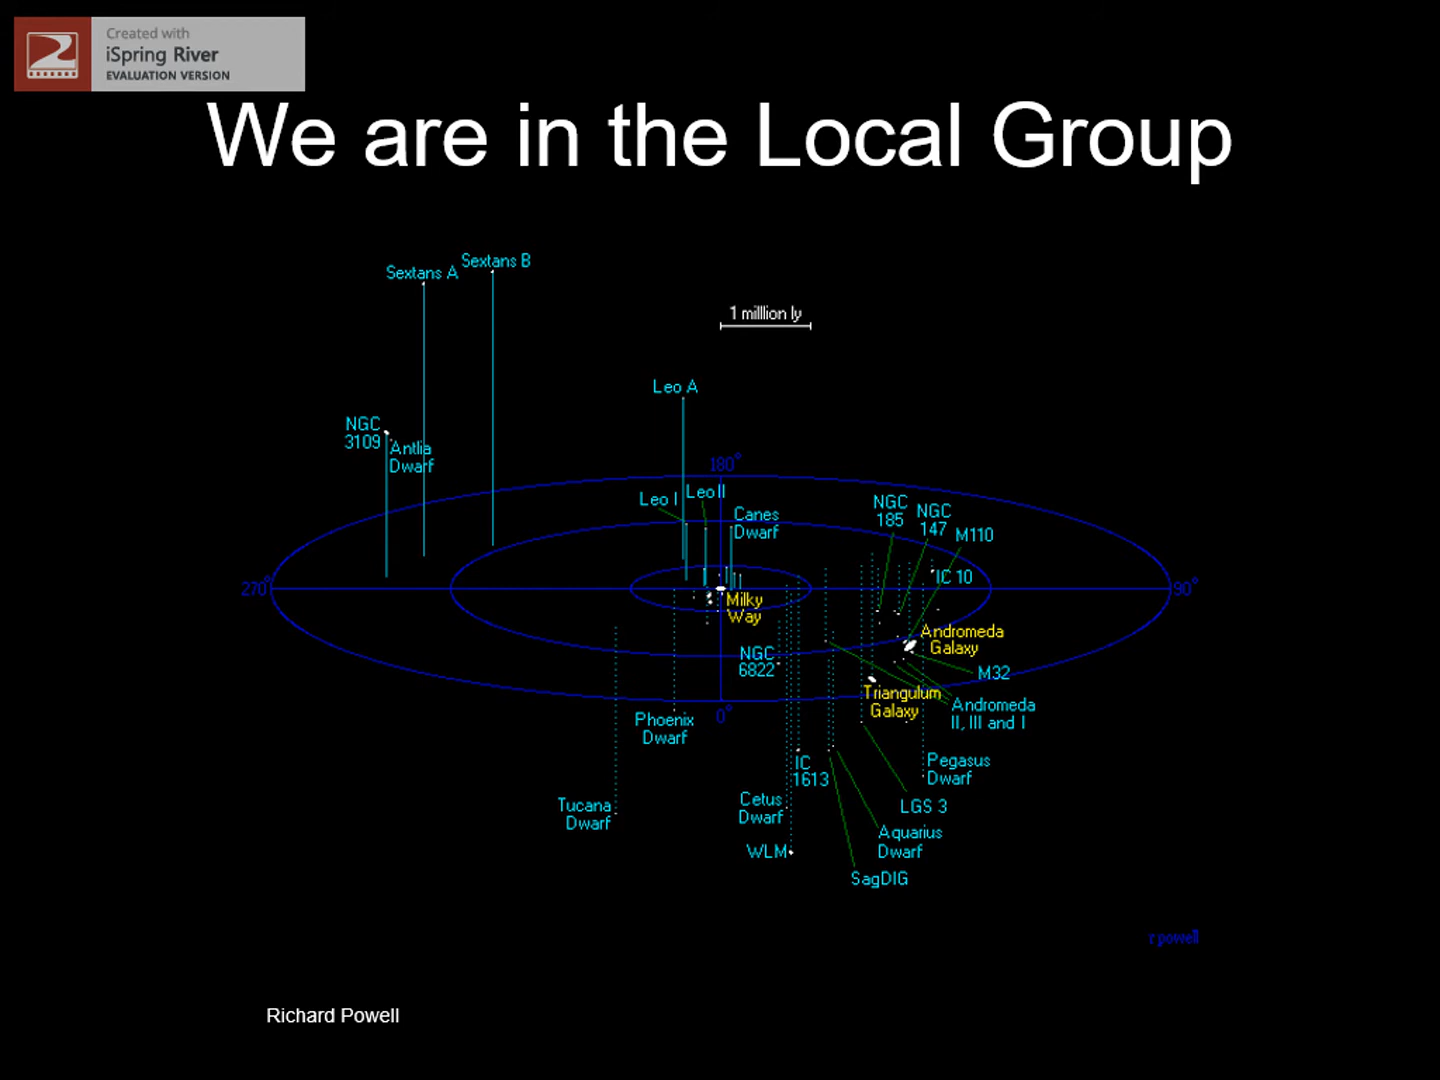 Created with
iSpring River
EVALUATION VERSION
We are in the Local Group
Sextans A
Sextans B
1 milllion ly
Leo A
NGC
3109
Antlia
Dwarf
180°
Leo I
Leo II
Canes
Dwarf
NGC
185
NGC
147
M110
IC 10
270°
90°
Milky
Way
Andromeda
Galaxy
NGC
6822
M32
Triangulum
Galaxy
Andromeda
II, III and I
0°
Phoenix
Dwarf
IC
1613
Pegasus
Dwarf
Tucana
Dwarf
Cetus
Dwarf
LGS 3
Aquarius
Dwarf
WLM
SagDIG
r powell
Richard Powell